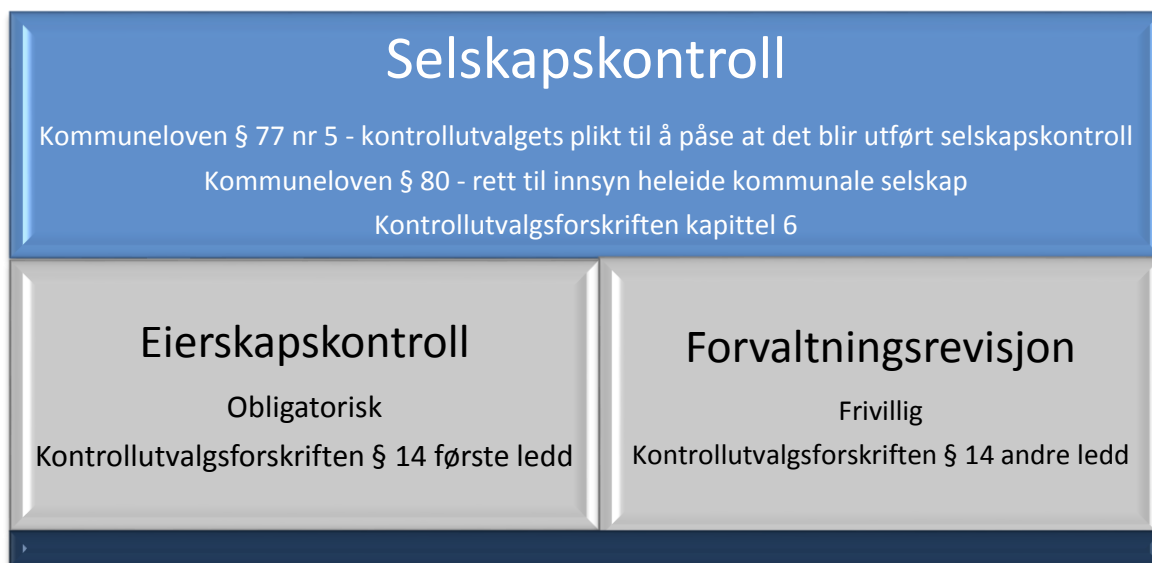 Selskapskontroll
Kommuneloven § 77 nr 5 - kontrollutvalgets plikt til å påse at det blir utført selskapskontroll
Kommuneloven § 80 - rett til innsyn heleide kommunale selskap
Kontrollutvalgsforskriften kapittel 6
Eierskapskontroll
Obligatorisk
Kontrollutvalgsforskriften § 14 første ledd
Forvaltningsrevisjon
Frivillig
Kontrollutvalgsforskriften § 14 andre ledd